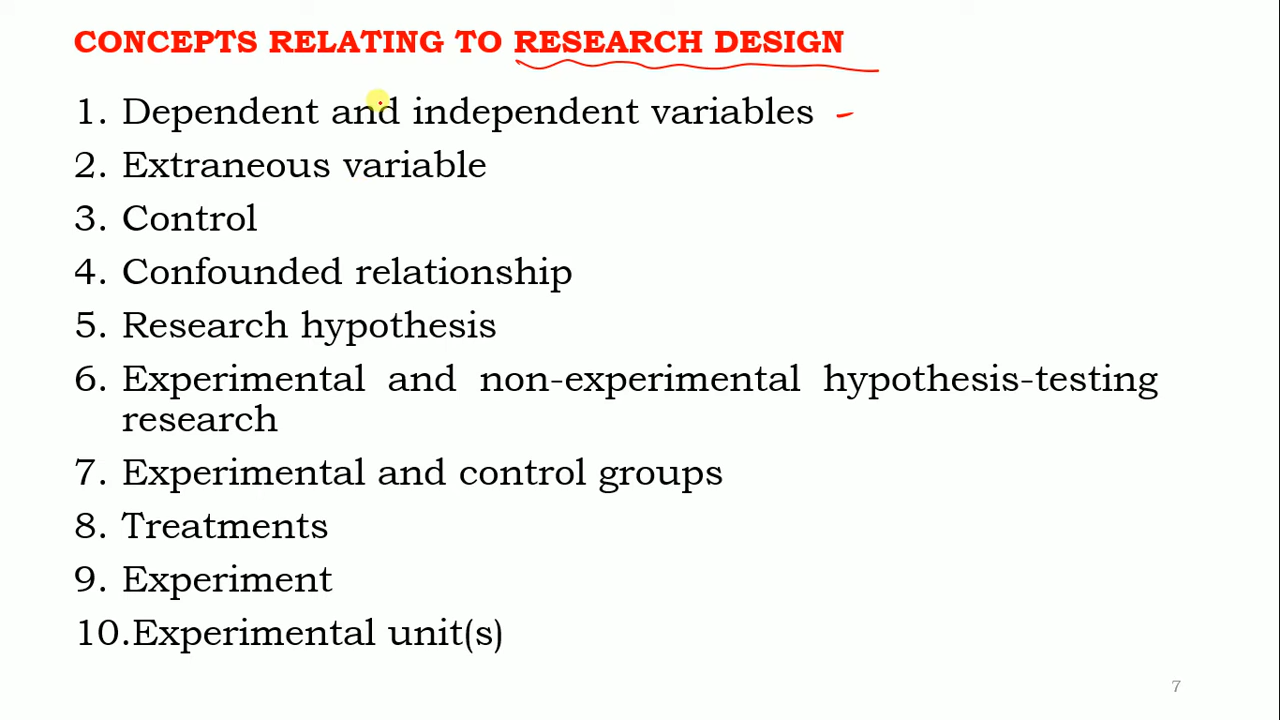 CONCEPTS RELATING TO RESEARCH DESIGN
1. Dependent and independent variables
2. Extraneous variable
3. Control
4. Confounded relationship
5. Research hypothesis
6. Experimental and non-experimental hypothesis-testing
research
7. Experimental and control groups
8. Treatments
9. Experiment
10.Experimental unit(s)
7